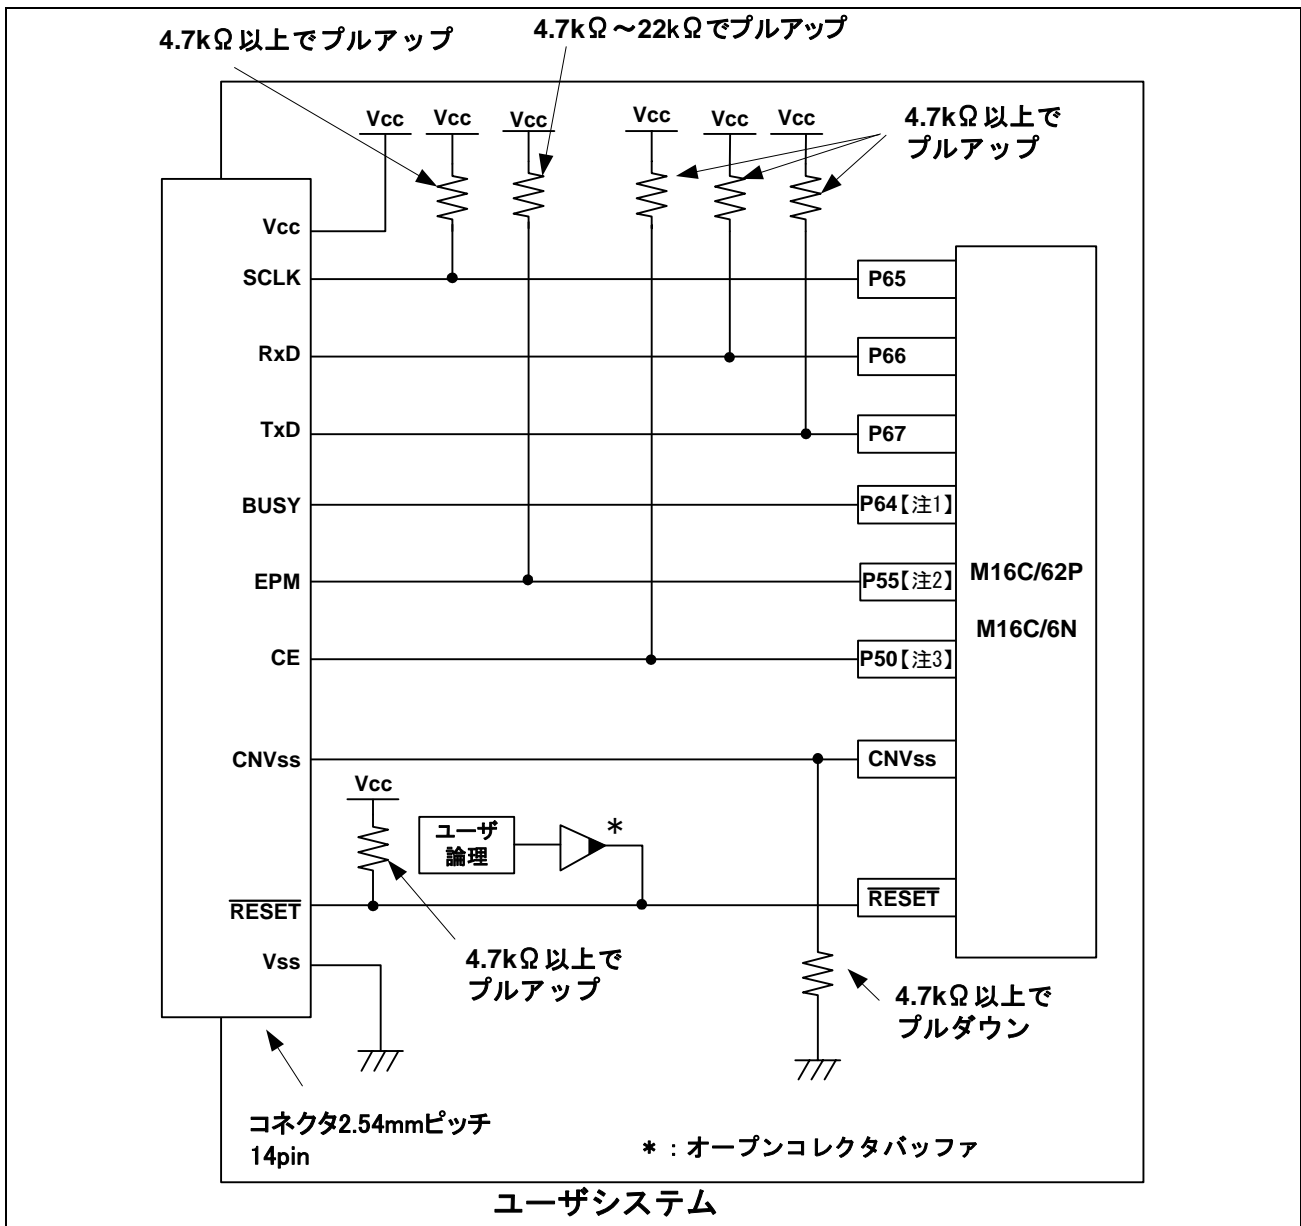 4.7kΩ以上でプルアップ
4.7kΩ～22kΩでプルアップ
Vcc
Vcc
Vcc
Vcc
Vcc
Vcc
4.7kΩ以上で
プルアップ
Vcc
SCLK
P65
RxD
P66
TxD
P67
BUSY
P64【注1】
EPM
P55【注2】
M16C/62P
M16C/6N
CE
P50【注3】
CNVss
CNVss
Vcc
ユーザ
論理
*
RESET
RESET
Vss
4.7kΩ以上で
プルアップ
4.7kΩ以上で
プルダウン
コネクタ2.54mmピッチ
14pin
*：オープンコレクタバッファ
ユーザシステム